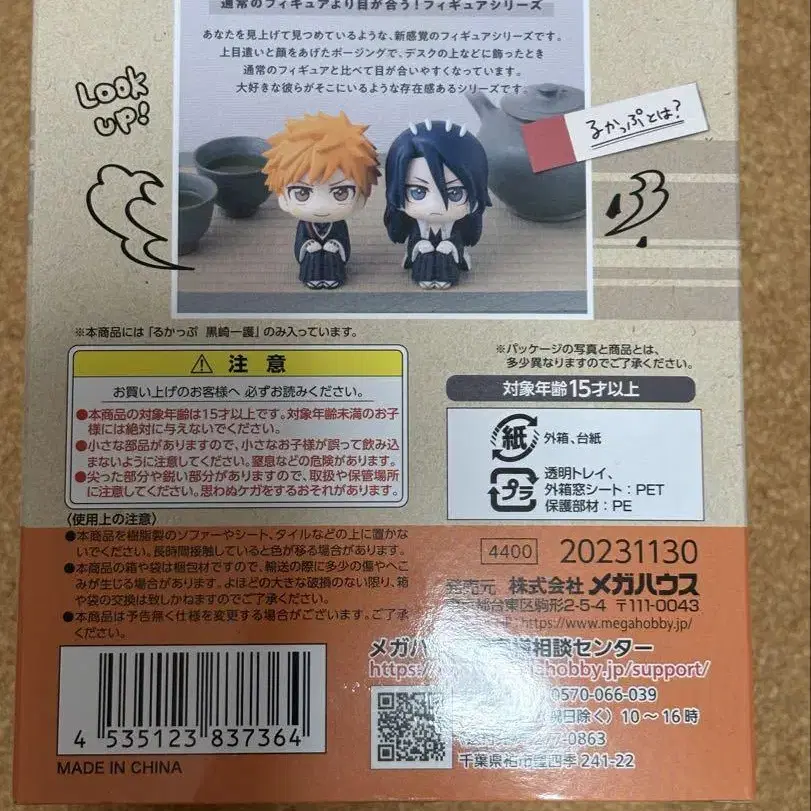 通常のフィギュアより目が合う!フィギュアシリーズ
あなたを見上げて見つめているような、新感覚のフィギュアシリーズです。
上目遣いと顔をあげたポージングで、デスクの上などに飾ったとき
通常のフィギュアと比べて目が合いやすくなっています。
大好きな彼らがそこにいるような存在感あるシリーズです。
Look
UP!
るかっぷとは?
※本商品には「るかっぷ 黒崎一護」のみ入っています。
※パッケージの写真と商品とは、
多少異なりますのでご了承ください。
対象年齢15才以上
⚠ 注意
お買い上げのお客様へ 必ずお読みください。
●本商品の対象年齢は15才以上です。対象年齢未満のお子
様には絶対に与えないでください。
●小さな部品がありますので、小さなお子様が誤って飲み込
まないように注意してください。窒息などの危険があります。
●尖った部分や鋭い部分がありますので、取扱や保管場所
に注意してください。思わぬケガをするおそれがあります。
紙 外箱、台紙
プラ 透明トレイ、
外箱窓シート:PET
保護部材:PE
〈使用上の注意〉
●本商品を樹脂製のソファーやシート、タイルなどの上に置かな
いでください。長時間接触していると色が移る場合があります。
●本商品の箱や袋は梱包材ですので、輸送の際に多少の傷やへこ
みが生じる場合があります。よほどの大きな破損のない限り、箱
や袋の交換は致しかねますのでご了承ください。
●本商品は予告無く仕様を変更する場合がございます。ご了承
ください。
4400 20231130
発売元 株式会社メガハウス
東京都台東区駒形2-5-4 〒111-0043
https://www.megahobby.jp/
メガハ 相談センター
https:// megahobby.jp/support/
0570-066-039
祝日除く) 10〜16時
77-0863
千葉県柏市豊四季 241-22
4 535123 837364
MADE IN CHINA